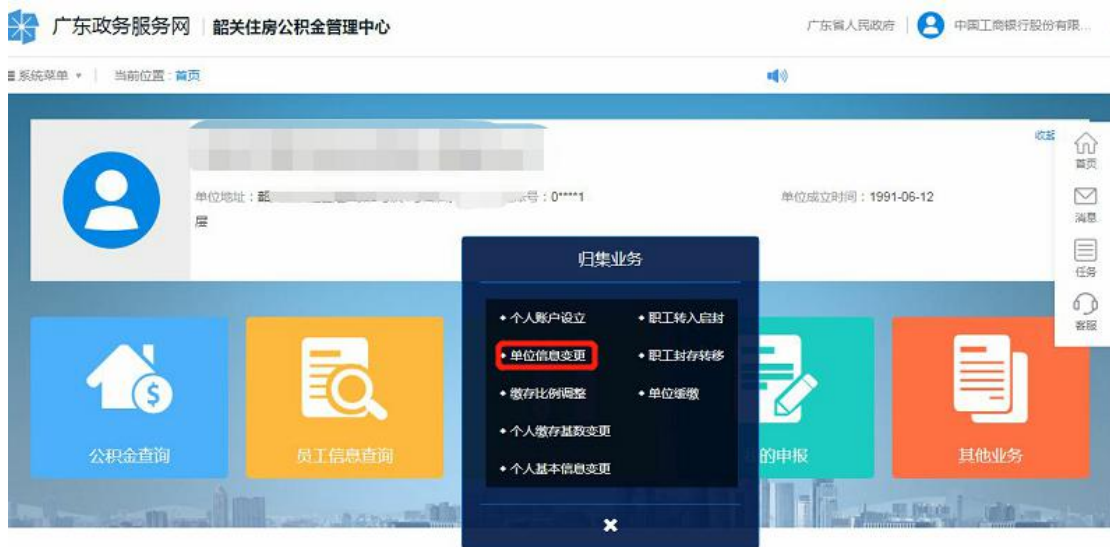 广东政务服务网 韶关住房公积金管理中心
广东省人民政府 中国工商银行股份有限...
系统菜单 当前位置:首页
收起
单位地址:韶
号:0****1
单位成立时间:1991-06-12
层
首页
消息
任务
客服
归集业务
个人账户设立
职工转入启封
单位信息变更
职工封存转移
缴存比例调整
单位缓缴
个人缴存基数变更
个人基本信息变更
公积金查询
员工信息查询
的申报
其他业务